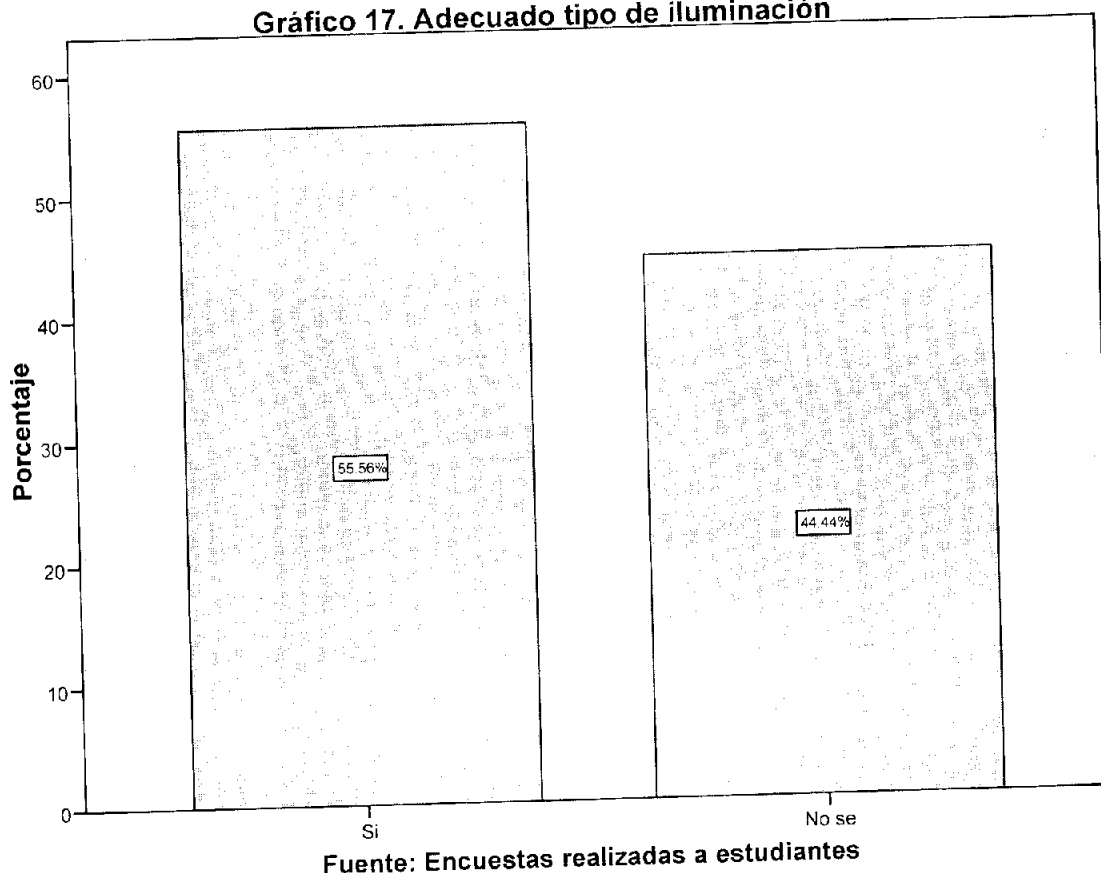 Gráfico 17. Adecuado tipo de iluminación
60
50
40
30
20
10
0
Porcentaje
55.56%
44.44%
Si
No se
Fuente: Encuestas realizadas a estudiantes